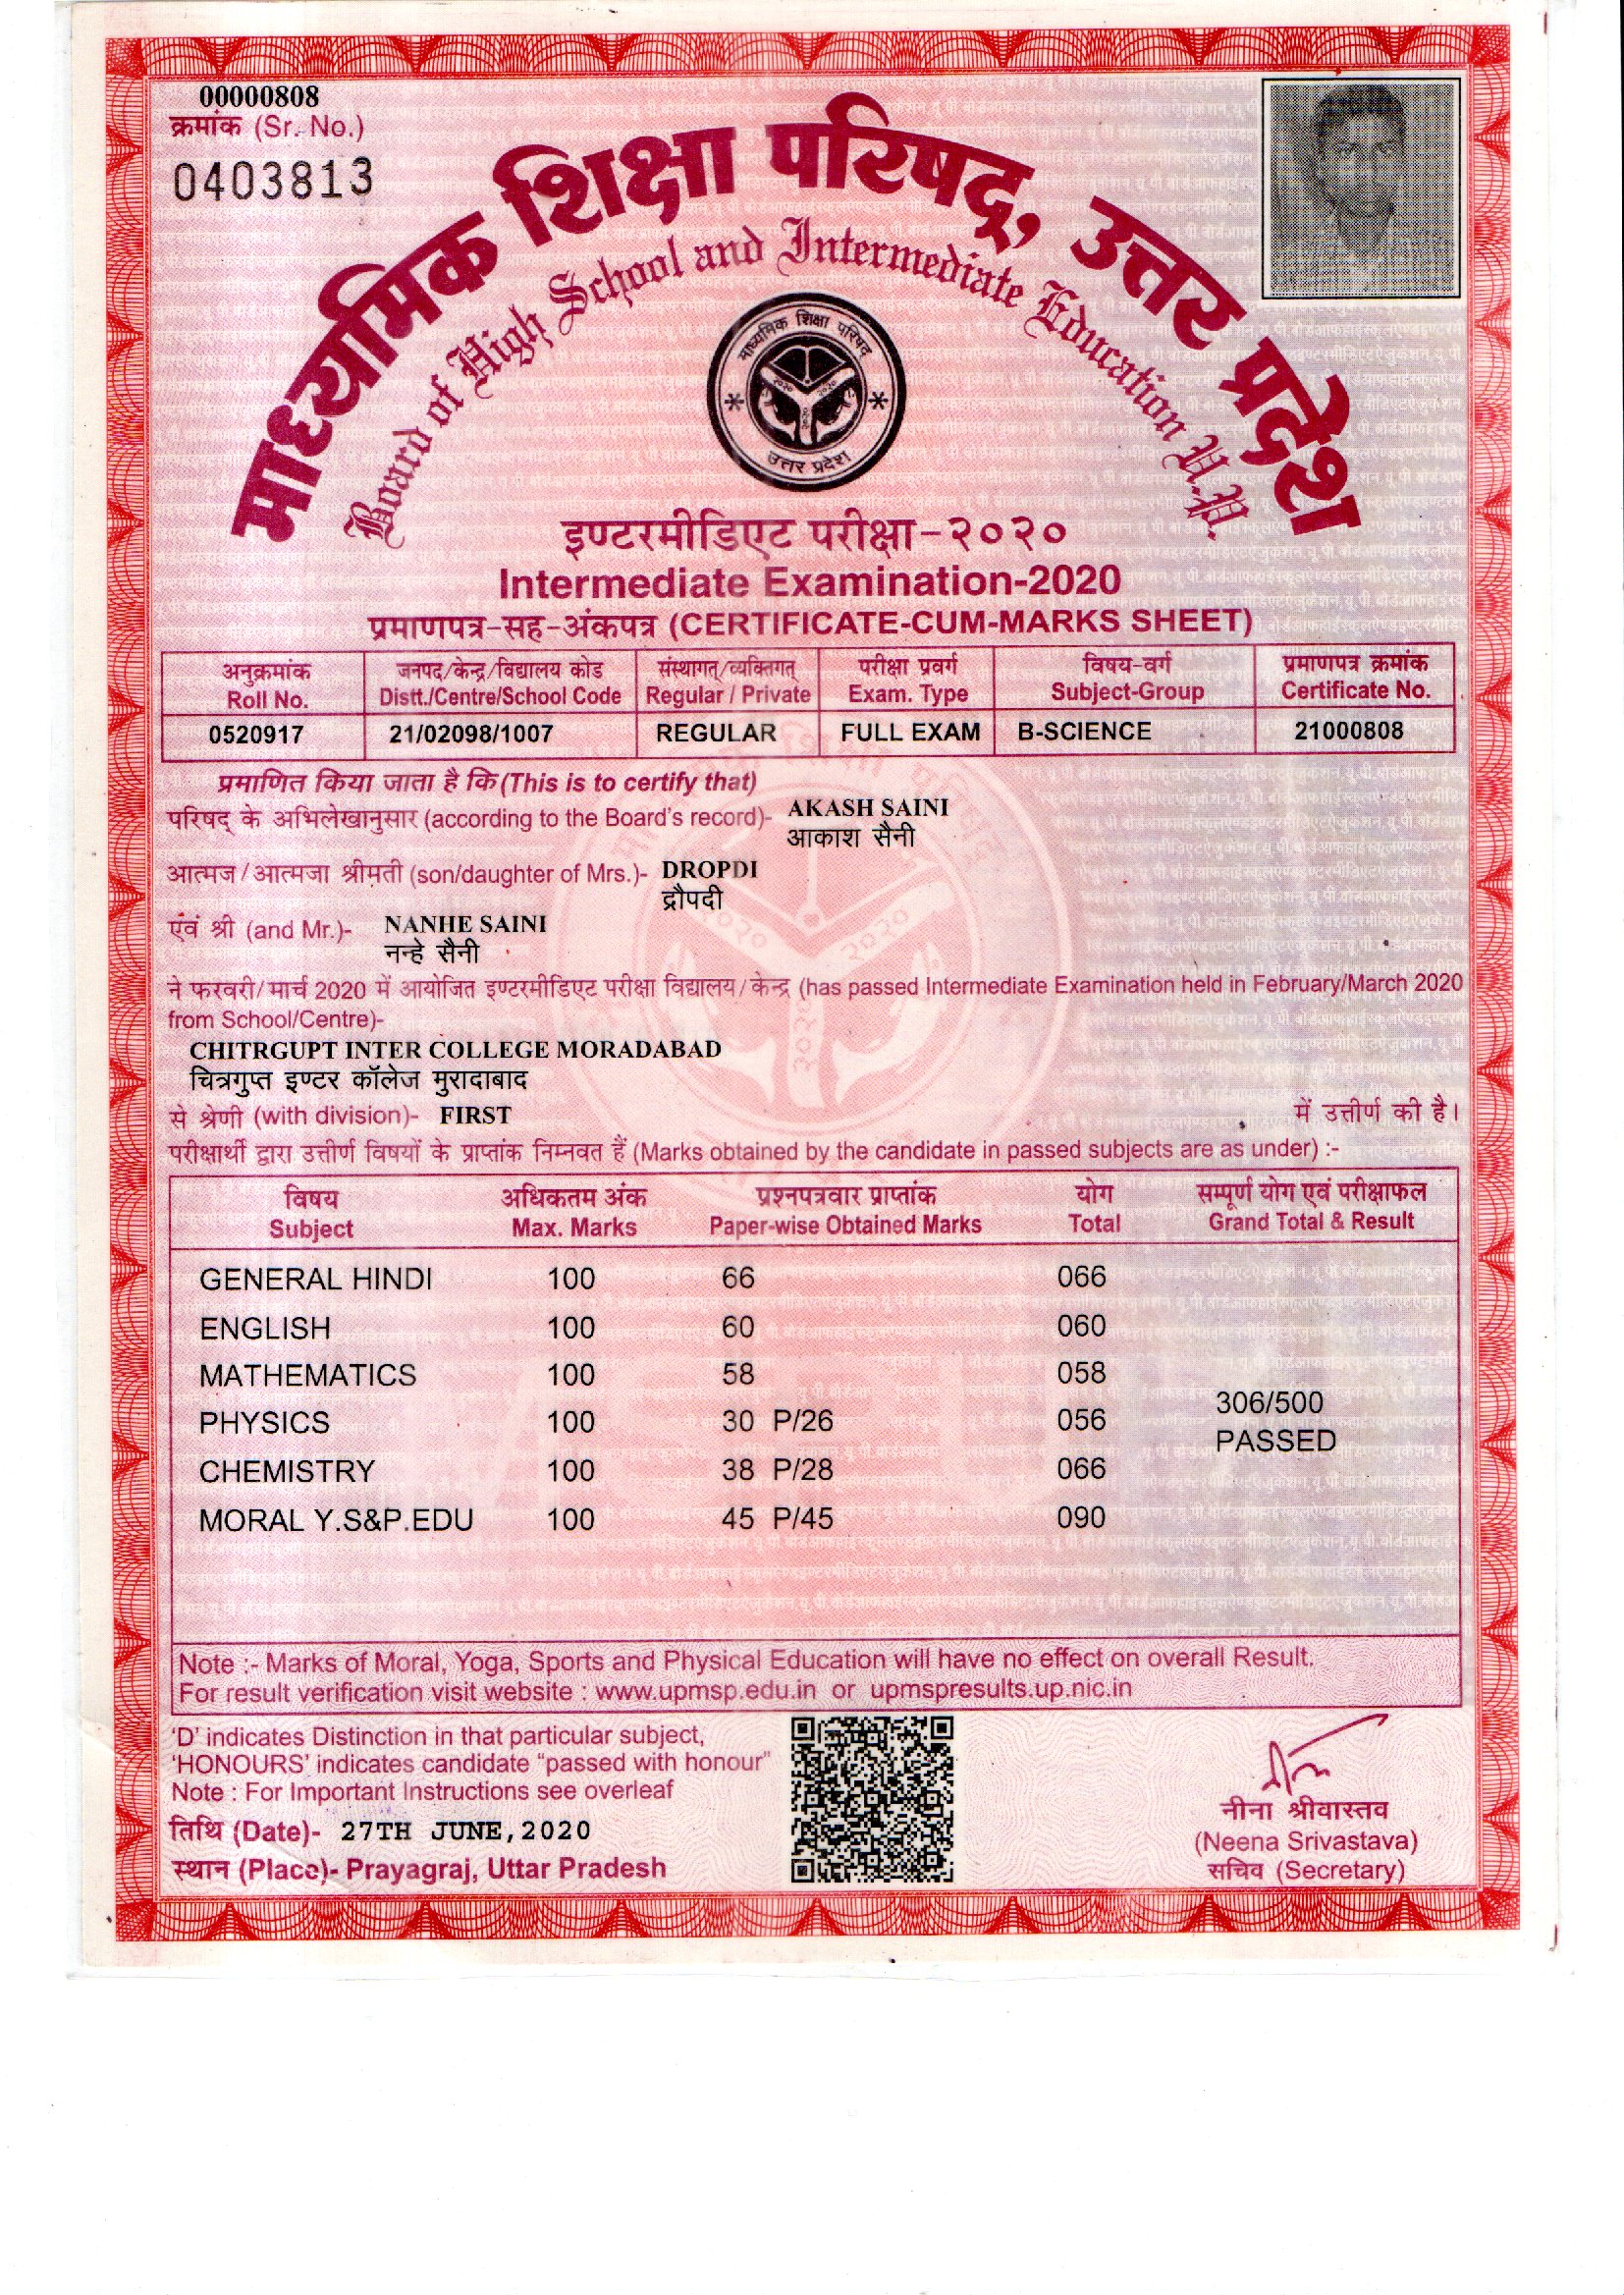 00000808
क्रमांक (Sr. No.)
0403813
माध्यमिक शिक्षा परिषद्, उत्तर प्रदेश
Board of High School and Intermediate Education U.P.
माध्यमिक शिक्षा परिषद
उत्तर प्रदेश
इण्टरमीडिएट परीक्षा-२०२०
Intermediate Examination-2020
प्रमाणपत्र-सह-अंकपत्र (CERTIFICATE-CUM-MARKS SHEET)
अनुक्रमांक जनपद/केन्द्र/विद्यालय कोड संस्थागत्/व्यक्तिगत् परीक्षा प्रवर्ग विषय-वर्ग प्रमाणपत्र क्रमांक
Roll No. Distt./Centre/School Code Regular / Private Exam. Type Subject-Group Certificate No.
0520917 21/02098/1007 REGULAR FULL EXAM B-SCIENCE 21000808
प्रमाणित किया जाता है कि (This is to certify that)
परिषद् के अभिलेखानुसार (according to the Board's record)- AKASH SAINI
आकाश सैनी
आत्मज/आत्मजा श्रीमती (son/daughter of Mrs.)- DROPDI
द्रौपदी
एंवं श्री (and Mr.)- NANHE SAINI
नन्हे सैनी
ने फरवरी/मार्च 2020 में आयोजित इण्टरमीडिएट परीक्षा विद्यालय/केन्द्र (has passed Intermediate Examination held in February/March 2020
from School/Centre)-
CHITRGUPT INTER COLLEGE MORADABAD
चित्रगुप्त इण्टर कॉलेज मुरादाबाद
से श्रेणी (with division)- FIRST में उत्तीर्ण की है।
परीक्षार्थी द्वारा उत्तीर्ण विषयों के प्राप्तांक निम्नवत हैं (Marks obtained by the candidate in passed subjects are as under) :-
विषय अधिकतम अंक प्रश्नपत्रवार प्राप्तांक योग सम्पूर्ण योग एवं परीक्षाफल
Subject Max. Marks Paper-wise Obtained Marks Total Grand Total & Result
GENERAL HINDI 100 66 066
ENGLISH 100 60 060
MATHEMATICS 100 58 058
306/500
PHYSICS 100 30 P/26 056
PASSED
CHEMISTRY 100 38 P/28 066
MORAL Y.S&P.EDU 100 45 P/45 090
Note :- Marks of Moral, Yoga, Sports and Physical Education will have no effect on overall Result.
For result verification visit website : www.upmsp.edu.in or upmspresults.up.nic.in
'D' indicates Distinction in that particular subject,
'HONOURS' indicates candidate "passed with honour"
Note : For Important Instructions see overleaf
तिथि (Date)- 27TH JUNE,2020
स्थान (Place)- Prayagraj, Uttar Pradesh
नीना श्रीवास्तव
(Neena Srivastava)
सचिव (Secretary)